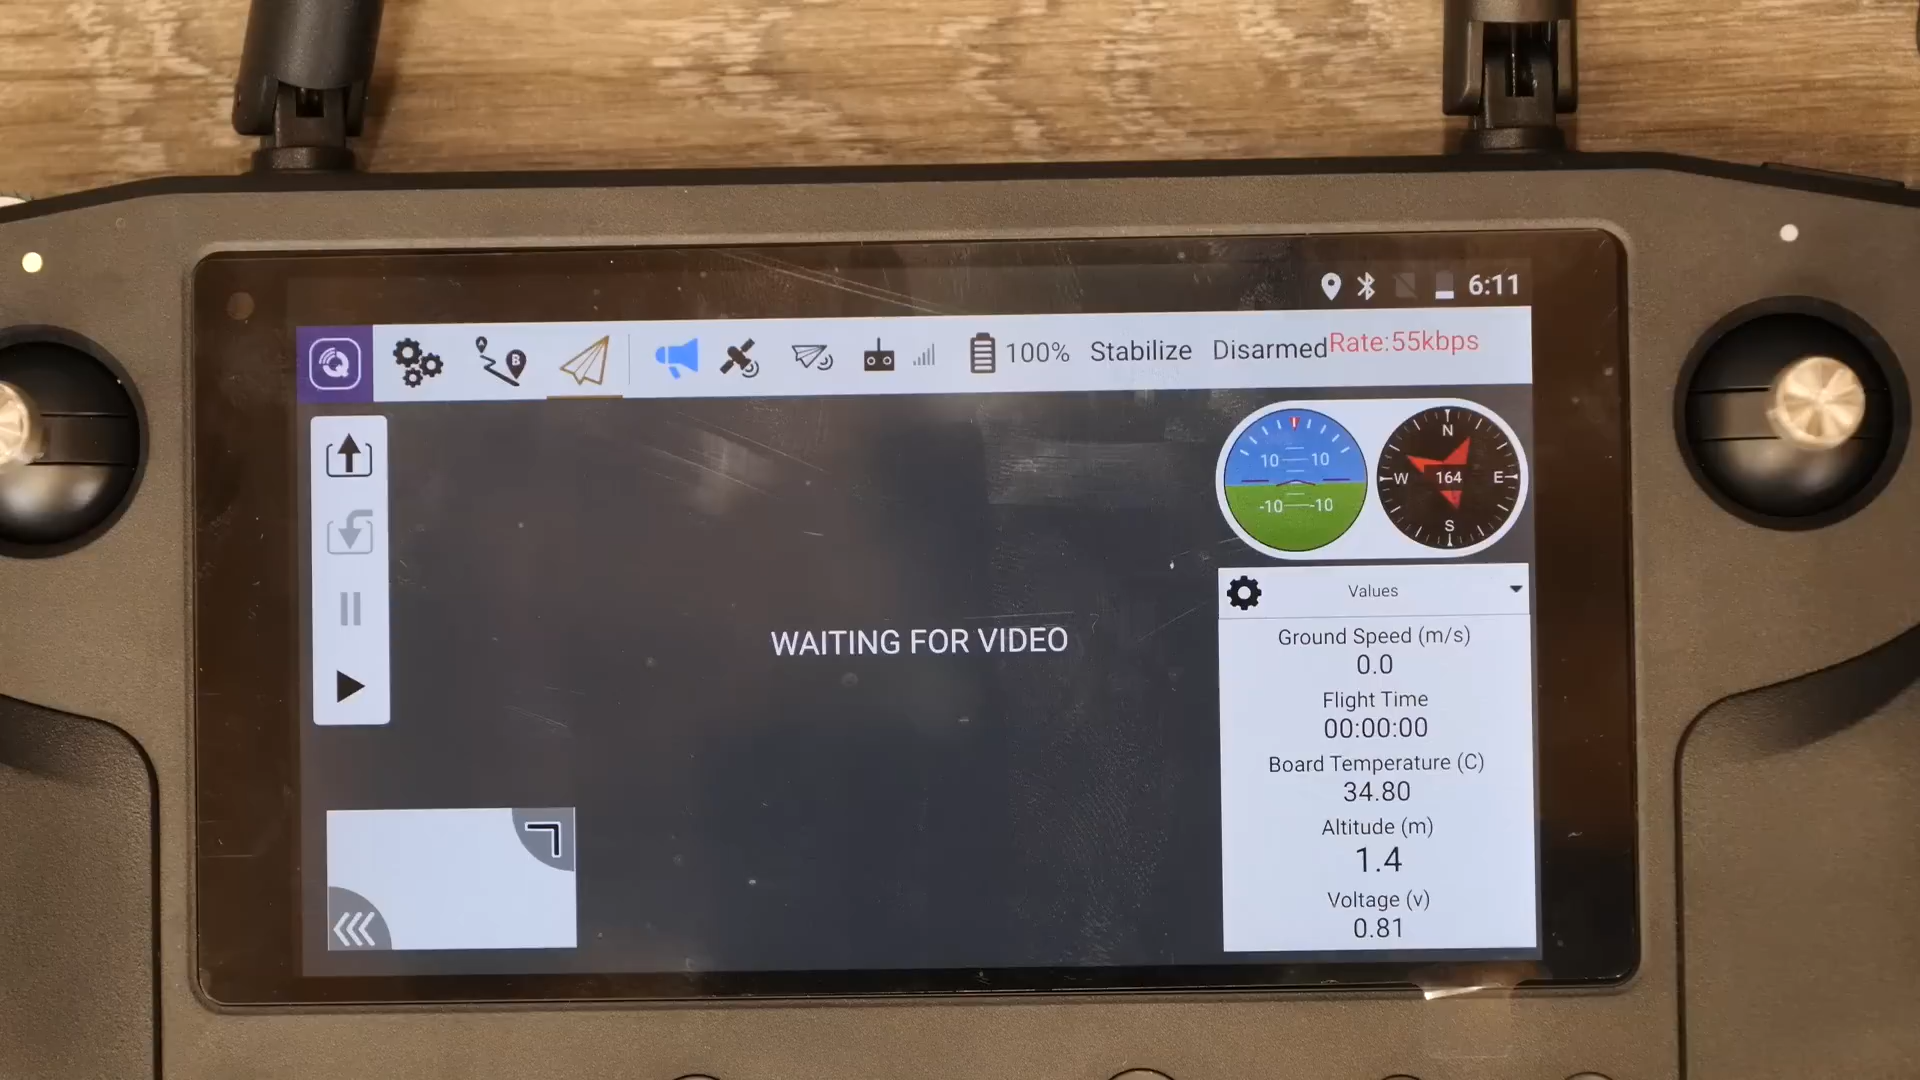 6:11
B 100% Stabilize Disarmed Rate:55kbps
10 10
-10 -10
N
W 164 E
S
Values
Ground Speed (m/s)
0.0
Flight Time
00:00:00
Board Temperature (C)
34.80
Altitude (m)
1.4
Voltage (v)
0.81
WAITING FOR VIDEO